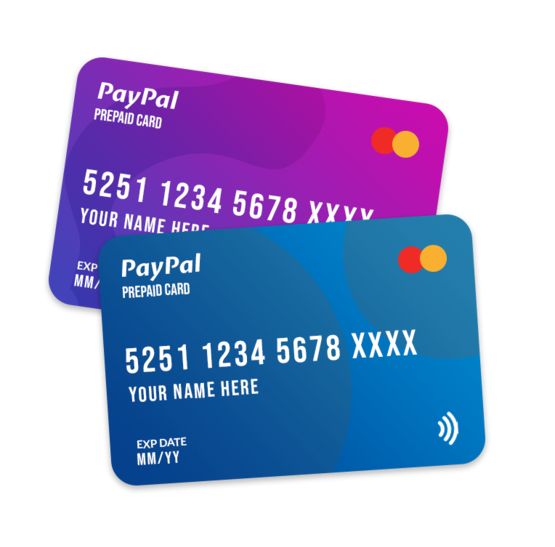 PayPal
PREPAID CARD
5251 1234 5678 XXXX
YOUR NAME HERE
EXP
MM/
PayPal
PREPAID CARD
5251 1234 5678 XXXX
YOUR NAME HERE
EXP DATE
MM/YY